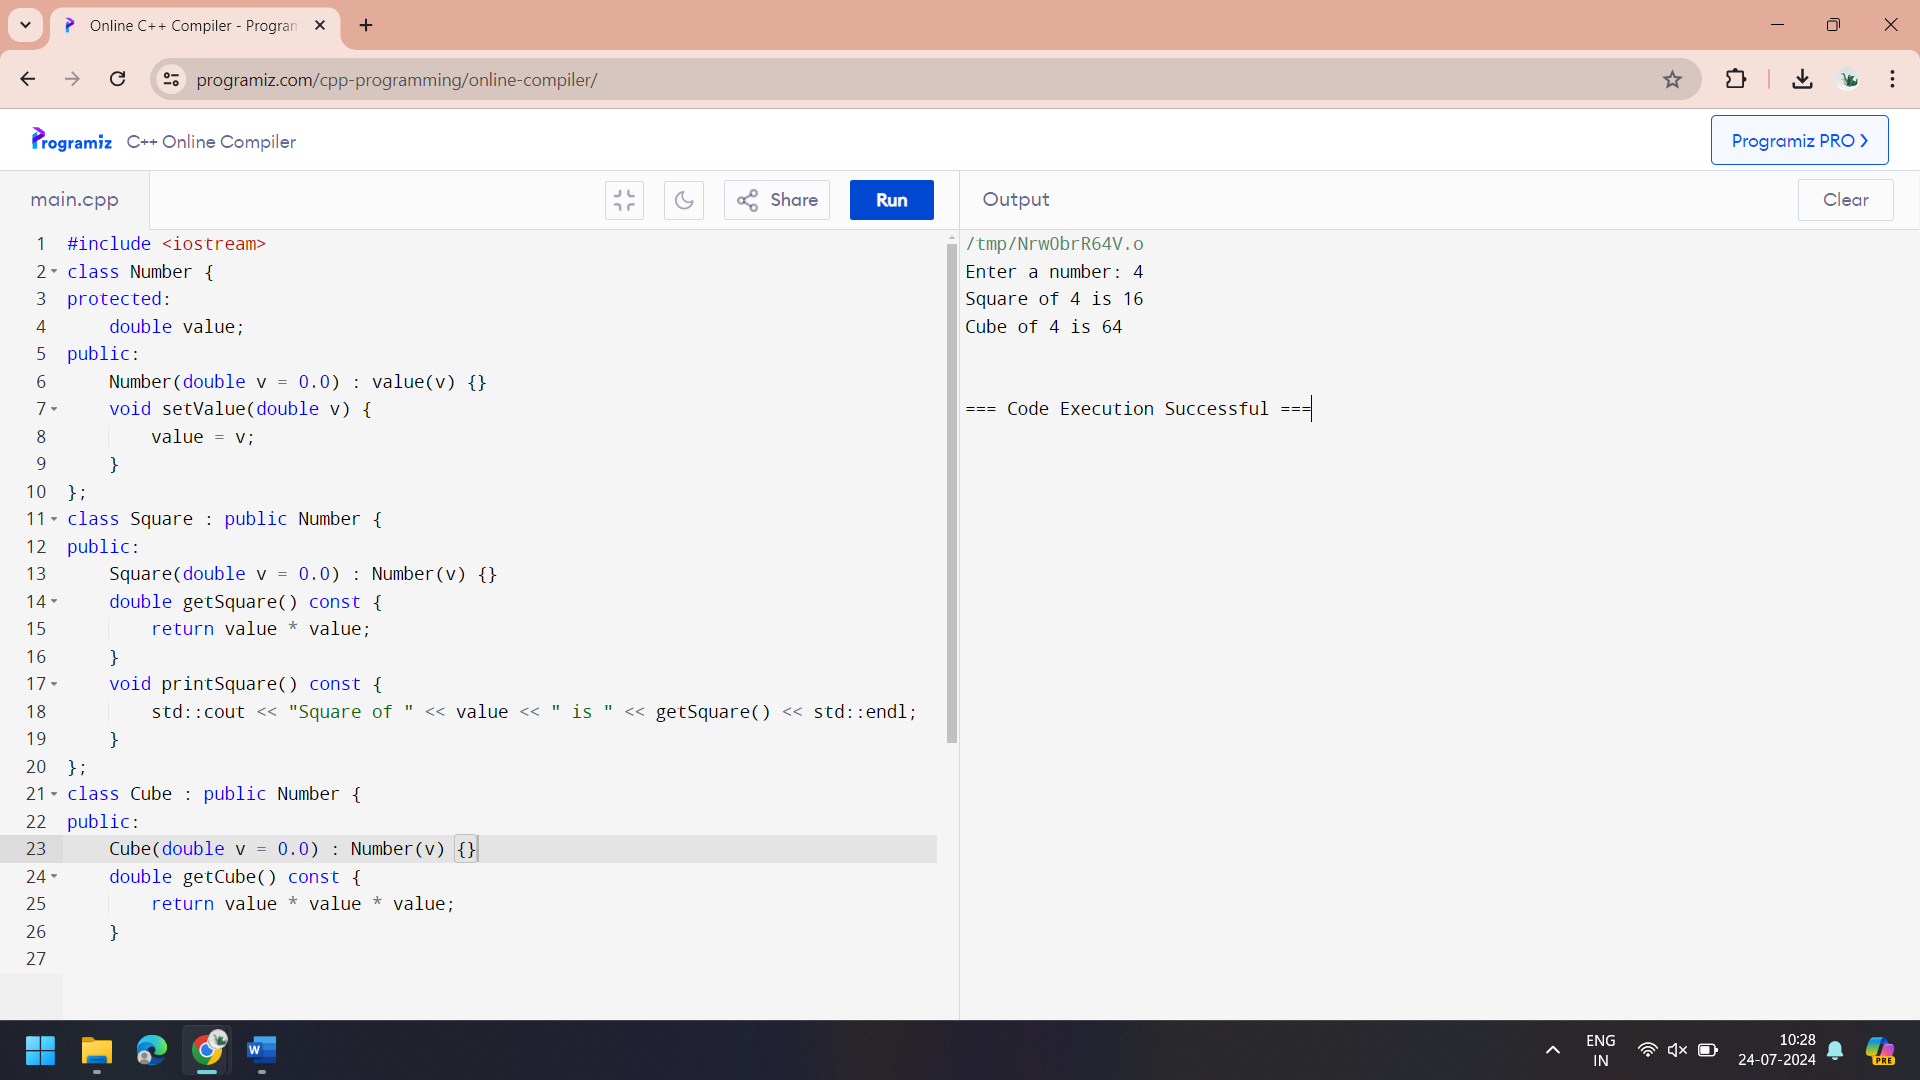 Online C++ Compiler - Program
programiz.com/cpp-programming/online-compiler/
Programiz C++ Online Compiler
Programiz PRO >
main.cpp
Share
Run
Output
Clear
1 #include <iostream>
2 class Number {
3 protected:
4     double value;
5 public:
6     Number(double v = 0.0) : value(v) {}
7     void setValue(double v) {
8         value = v;
9     }
10 };
11 class Square : public Number {
12 public:
13     Square(double v = 0.0) : Number(v) {}
14     double getSquare() const {
15         return value * value;
16     }
17     void printSquare() const {
18         std::cout << "Square of " << value << " is " << getSquare() << std::endl;
19     }
20 };
21 class Cube : public Number {
22 public:
23     Cube(double v = 0.0) : Number(v) {}
24     double getCube() const {
25         return value * value * value;
26     }
27
/tmp/NrwObrR64V.o
Enter a number: 4
Square of 4 is 16
Cube of 4 is 64
=== Code Execution Successful ===
W
ENG
IN
10:28
24-07-2024
PRE